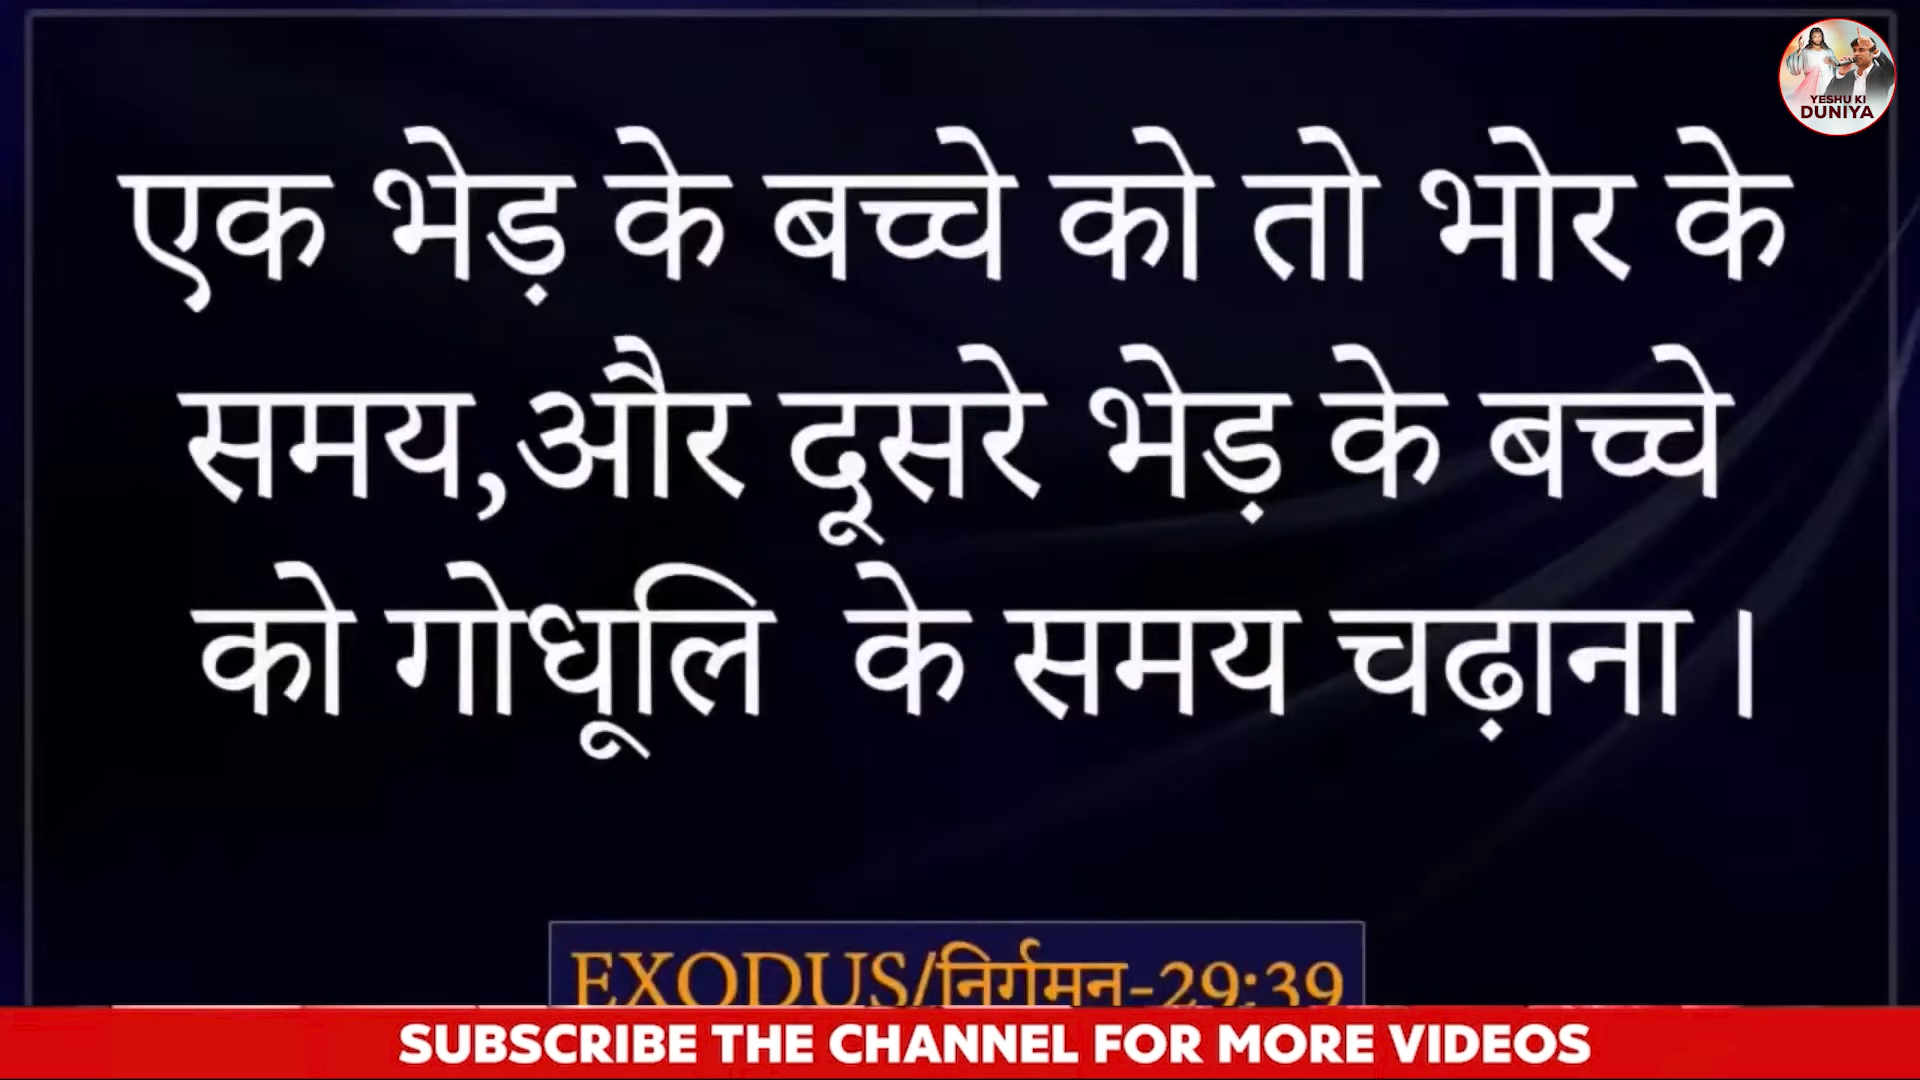 YESHU KI
DUNIYA
एक भेड़ के बच्चे को तो भोर के
समय,और दूसरे भेड़ के बच्चे
को गोधूलि के समय चढ़ाना ।
EXODUS/निर्गमन-29:39
SUBSCRIBE THE CHANNEL FOR MORE VIDEOS